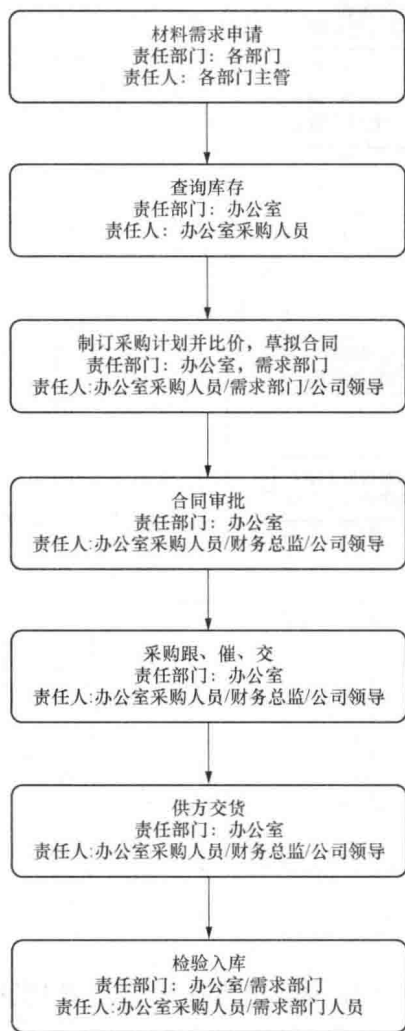 材料需求申请
责任部门：各部门
责任人：各部门主管
查询库存
责任部门：办公室
责任人：办公室采购人员
制订采购计划并比价，草拟合同
责任部门：办公室，需求部门
责任人:办公室采购人员/需求部门/公司领导
合同审批
责任部门：办公室
责任人:办公室采购人员/财务总监/公司领导
采购跟、催、交
责任部门：办公室
责任人:办公室采购人员/财务总监/公司领导
供方交货
责任部门：办公室
责任人:办公室采购人员/财务总监/公司领导
检验入库
责任部门：办公室/需求部门
责任人:办公室采购人员/需求部门人员